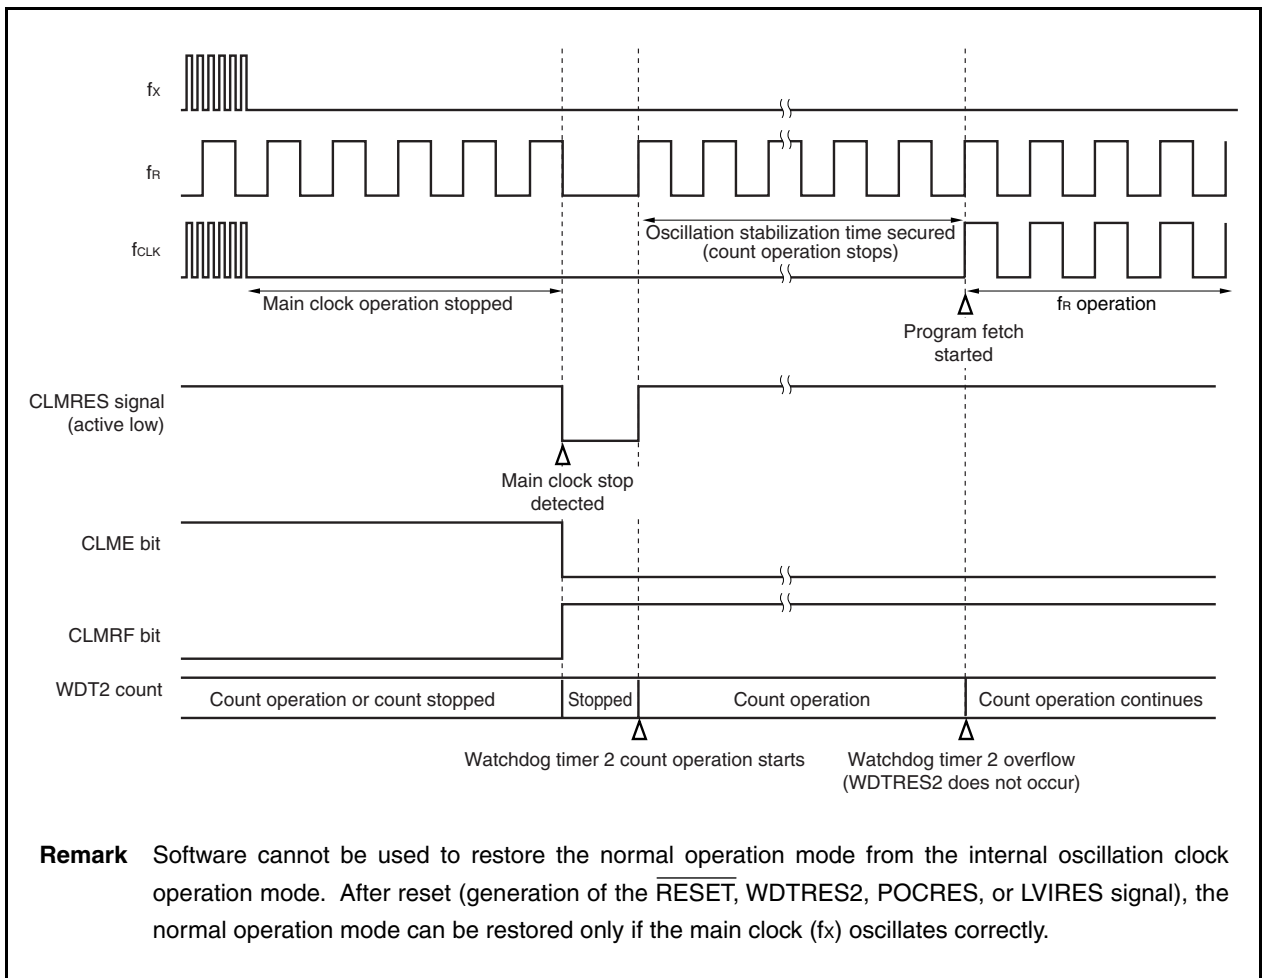 fX
fR
fCLK
Oscillation stabilization time secured
(count operation stops)
Main clock operation stopped
fR operation
Program fetch
started
CLMRES signal
(active low)
Main clock stop
detected
CLME bit
CLMRF bit
WDT2 count
Count operation or count stopped
Stopped
Count operation
Count operation continues
Watchdog timer 2 count operation starts
Watchdog timer 2 overflow
(WDTRES2 does not occur)
Remark Software cannot be used to restore the normal operation mode from the internal oscillation clock
operation mode. After reset (generation of the RESET, WDTRES2, POCRES, or LVIRES signal), the
normal operation mode can be restored only if the main clock (fX) oscillates correctly.